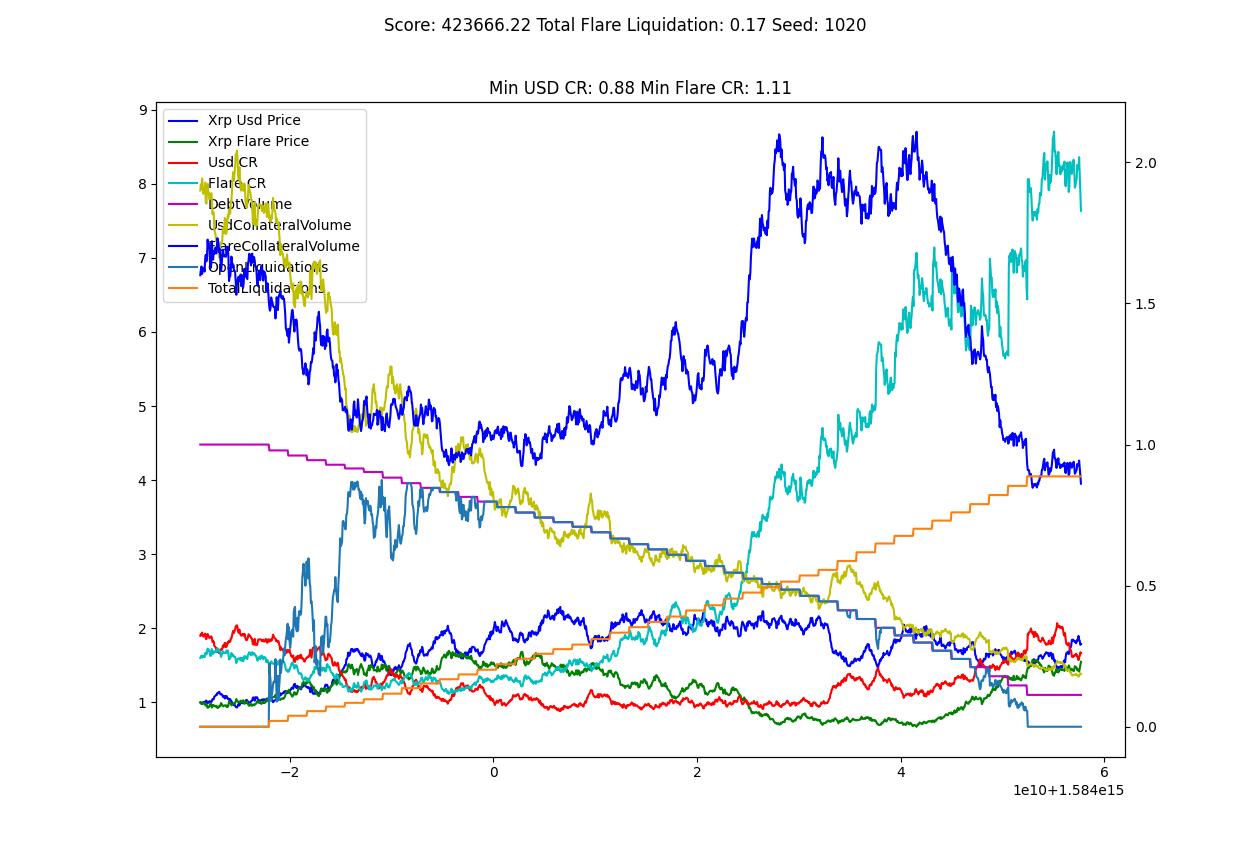 Score: 423666.22 Total Flare Liquidation: 0.17 Seed: 1020
Min USD CR: 0.88 Min Flare CR: 1.11
Xrp Usd Price
Xrp Flare Price
Usd CR
Flare CR
DebtVolume
UsdCollateralVolume
FlareCollateralVolume
OpenLiquidations
TotalLiquidations
9
8
7
6
5
4
3
2
1
2.0
1.5
1.0
0.5
0.0
−2
0
2
4
6
1e10+1.584e15